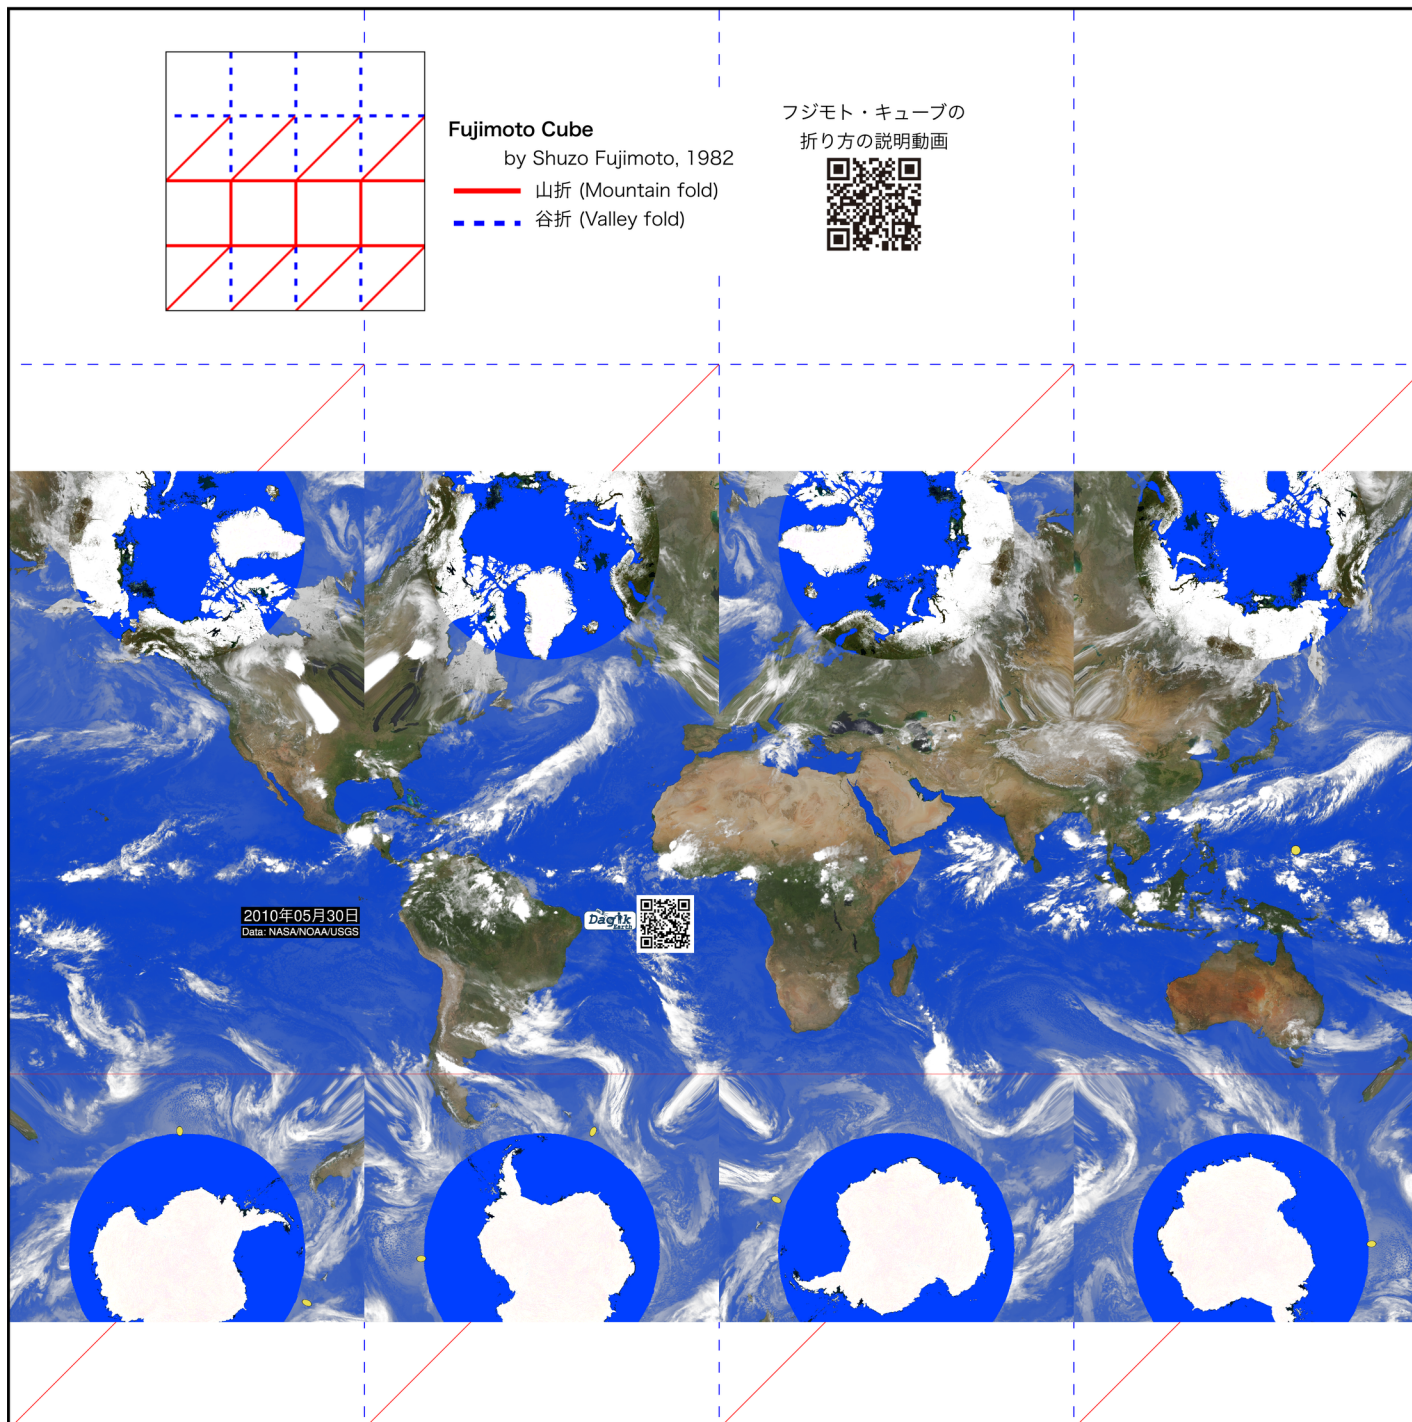 Fujimoto Cube
by Shuzo Fujimoto, 1982
山折 (Mountain fold)
谷折 (Valley fold)
フジモト・キューブの
折り方の説明動画
2010年05月30日
Data: NASA/NOAA/USGS
Dagik
Earth